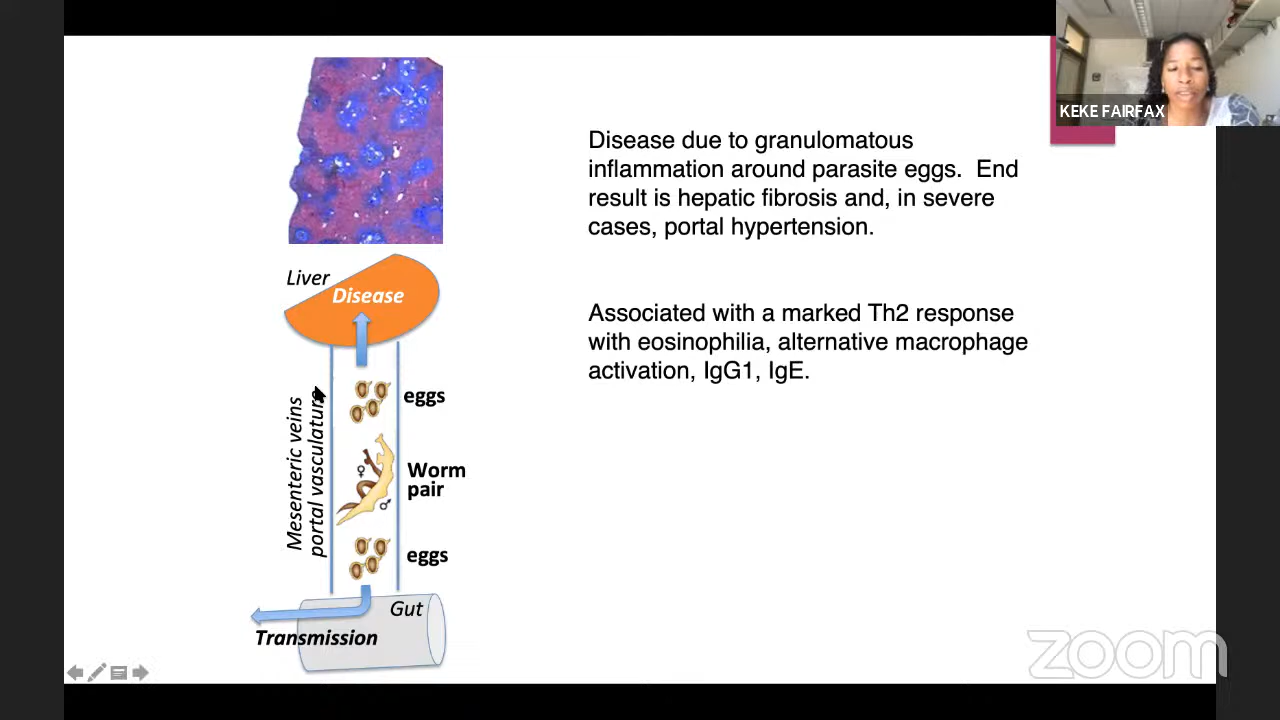 KEKE FAIRFAX
Disease due to granulomatous
inflammation around parasite eggs.  End
result is hepatic fibrosis and, in severe
cases, portal hypertension.
Associated with a marked Th2 response
with eosinophilia, alternative macrophage
activation, IgG1, IgE.
Liver
Disease
eggs
Mesenteric veins
portal vasculature
♀
Worm
pair
♂
eggs
Gut
Transmission
zoom